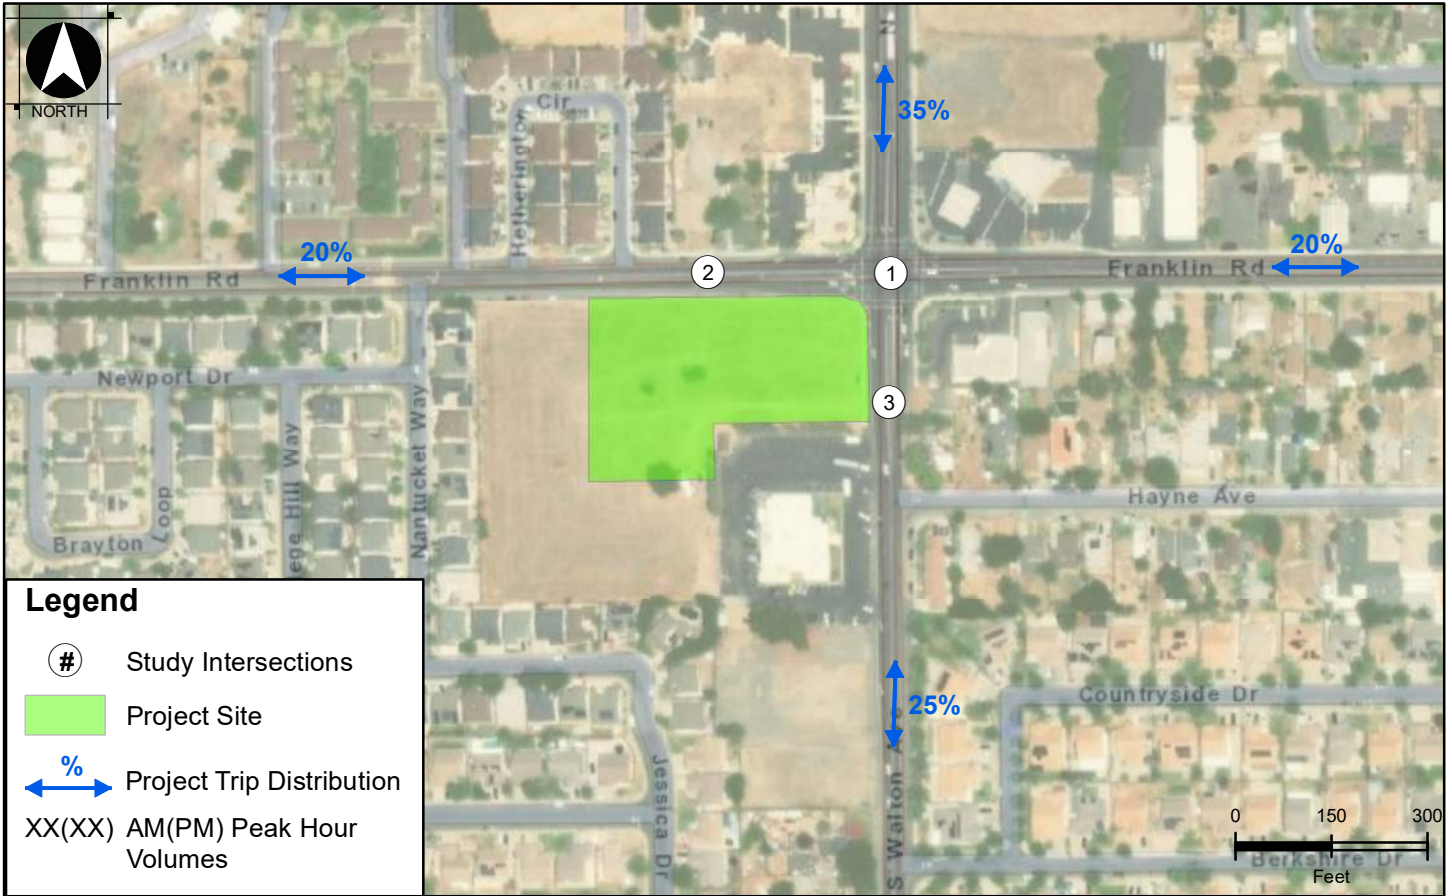 NORTH
N
35%
Cir
Hetherington
20%
20%
Franklin Rd
2
1
Franklin Rd
Newport Dr
3
Nantucket Way
ege Hill Way
Loop
Hayne Ave
Brayton
Legend
# Study Intersections
Project Site
% Project Trip Distribution
XX(XX) AM(PM) Peak Hour
Volumes
25%
Countryside Dr
Jessica Dr
S Walton A e
0 150 300
Feet
Berkshire Dr